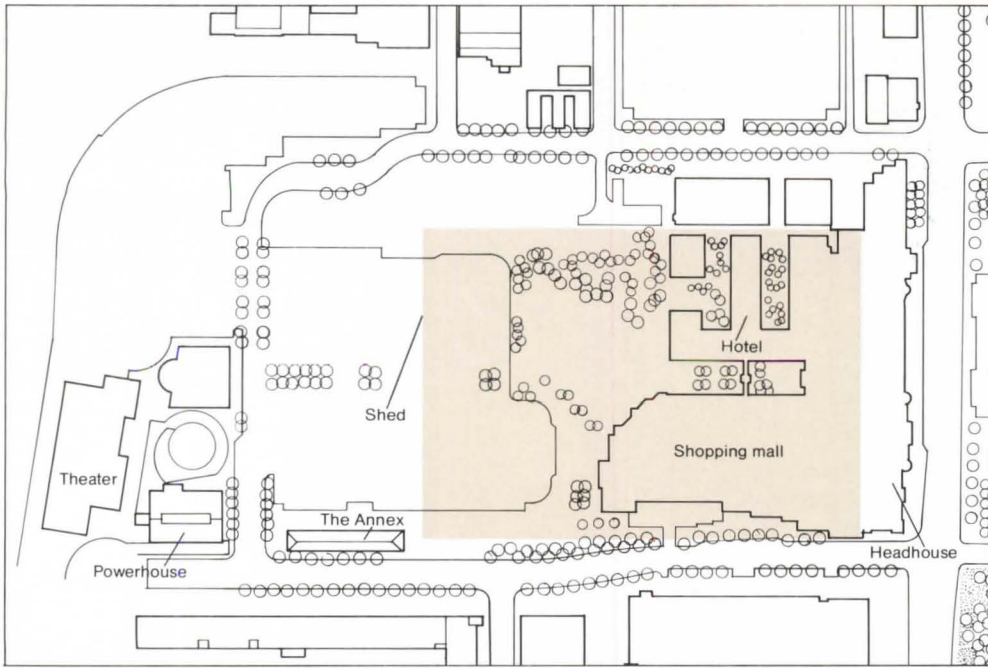 Hotel
Shed
Shopping mall
Theater
The Annex
Headhouse
Powerhouse